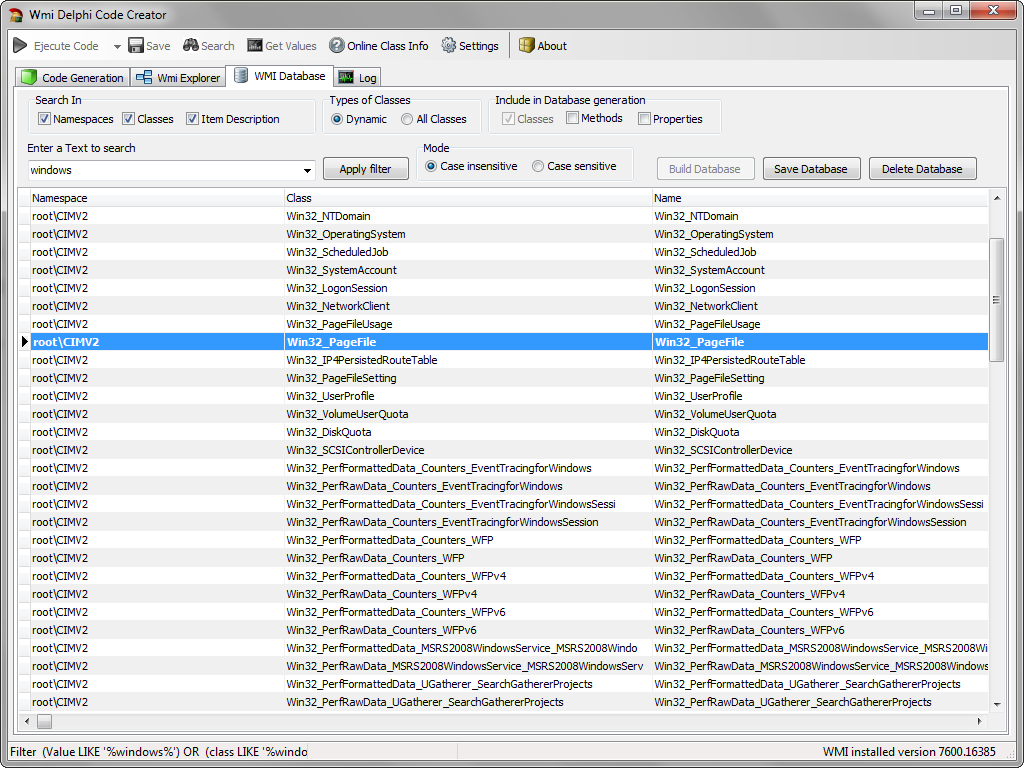 Wmi Delphi Code Creator
Ejecute Code Save Search Get Values Online Class Info Settings About
Code Generation Wmi Explorer WMI Database Log
Search In Types of Classes Include in Database generation
Namespaces Classes Item Description Dynamic All Classes Classes Methods Properties
Enter a Text to search Mode
windows Apply filter Case insensitive Case sensitive Build Database Save Database Delete Database
Namespace Class Name
root\CIMV2 Win32_NTDomain Win32_NTDomain
root\CIMV2 Win32_OperatingSystem Win32_OperatingSystem
root\CIMV2 Win32_ScheduledJob Win32_ScheduledJob
root\CIMV2 Win32_SystemAccount Win32_SystemAccount
root\CIMV2 Win32_LogonSession Win32_LogonSession
root\CIMV2 Win32_NetworkClient Win32_NetworkClient
root\CIMV2 Win32_PageFileUsage Win32_PageFileUsage
root\CIMV2 Win32_PageFile Win32_PageFile
root\CIMV2 Win32_IP4PersistedRouteTable Win32_IP4PersistedRouteTable
root\CIMV2 Win32_PageFileSetting Win32_PageFileSetting
root\CIMV2 Win32_UserProfile Win32_UserProfile
root\CIMV2 Win32_VolumeUserQuota Win32_VolumeUserQuota
root\CIMV2 Win32_DiskQuota Win32_DiskQuota
root\CIMV2 Win32_SCSIControllerDevice Win32_SCSIControllerDevice
root\CIMV2 Win32_PerfFormattedData_Counters_EventTracingforWindows Win32_PerfFormattedData_Counters_EventTracingforWindows
root\CIMV2 Win32_PerfRawData_Counters_EventTracingforWindows Win32_PerfRawData_Counters_EventTracingforWindows
root\CIMV2 Win32_PerfFormattedData_Counters_EventTracingforWindowsSessi Win32_PerfFormattedData_Counters_EventTracingforWindowsSessi
root\CIMV2 Win32_PerfRawData_Counters_EventTracingforWindowsSession Win32_PerfRawData_Counters_EventTracingforWindowsSession
root\CIMV2 Win32_PerfFormattedData_Counters_WFP Win32_PerfFormattedData_Counters_WFP
root\CIMV2 Win32_PerfRawData_Counters_WFP Win32_PerfRawData_Counters_WFP
root\CIMV2 Win32_PerfFormattedData_Counters_WFPv4 Win32_PerfFormattedData_Counters_WFPv4
root\CIMV2 Win32_PerfRawData_Counters_WFPv4 Win32_PerfRawData_Counters_WFPv4
root\CIMV2 Win32_PerfFormattedData_Counters_WFPv6 Win32_PerfFormattedData_Counters_WFPv6
root\CIMV2 Win32_PerfRawData_Counters_WFPv6 Win32_PerfRawData_Counters_WFPv6
root\CIMV2 Win32_PerfFormattedData_MSRS2008WindowsService_MSRS2008Windo Win32_PerfFormattedData_MSRS2008WindowsService_MSRS2008Wi
root\CIMV2 Win32_PerfRawData_MSRS2008WindowsService_MSRS2008WindowsServ Win32_PerfRawData_MSRS2008WindowsService_MSRS2008Windows
root\CIMV2 Win32_PerfFormattedData_UGatherer_SearchGathererProjects Win32_PerfFormattedData_UGatherer_SearchGathererProjects
root\CIMV2 Win32_PerfRawData_UGatherer_SearchGathererProjects Win32_PerfRawData_UGatherer_SearchGathererProjects
Filter (Value LIKE '%windows%') OR (class LIKE '%windo WMI installed version 7600.16385